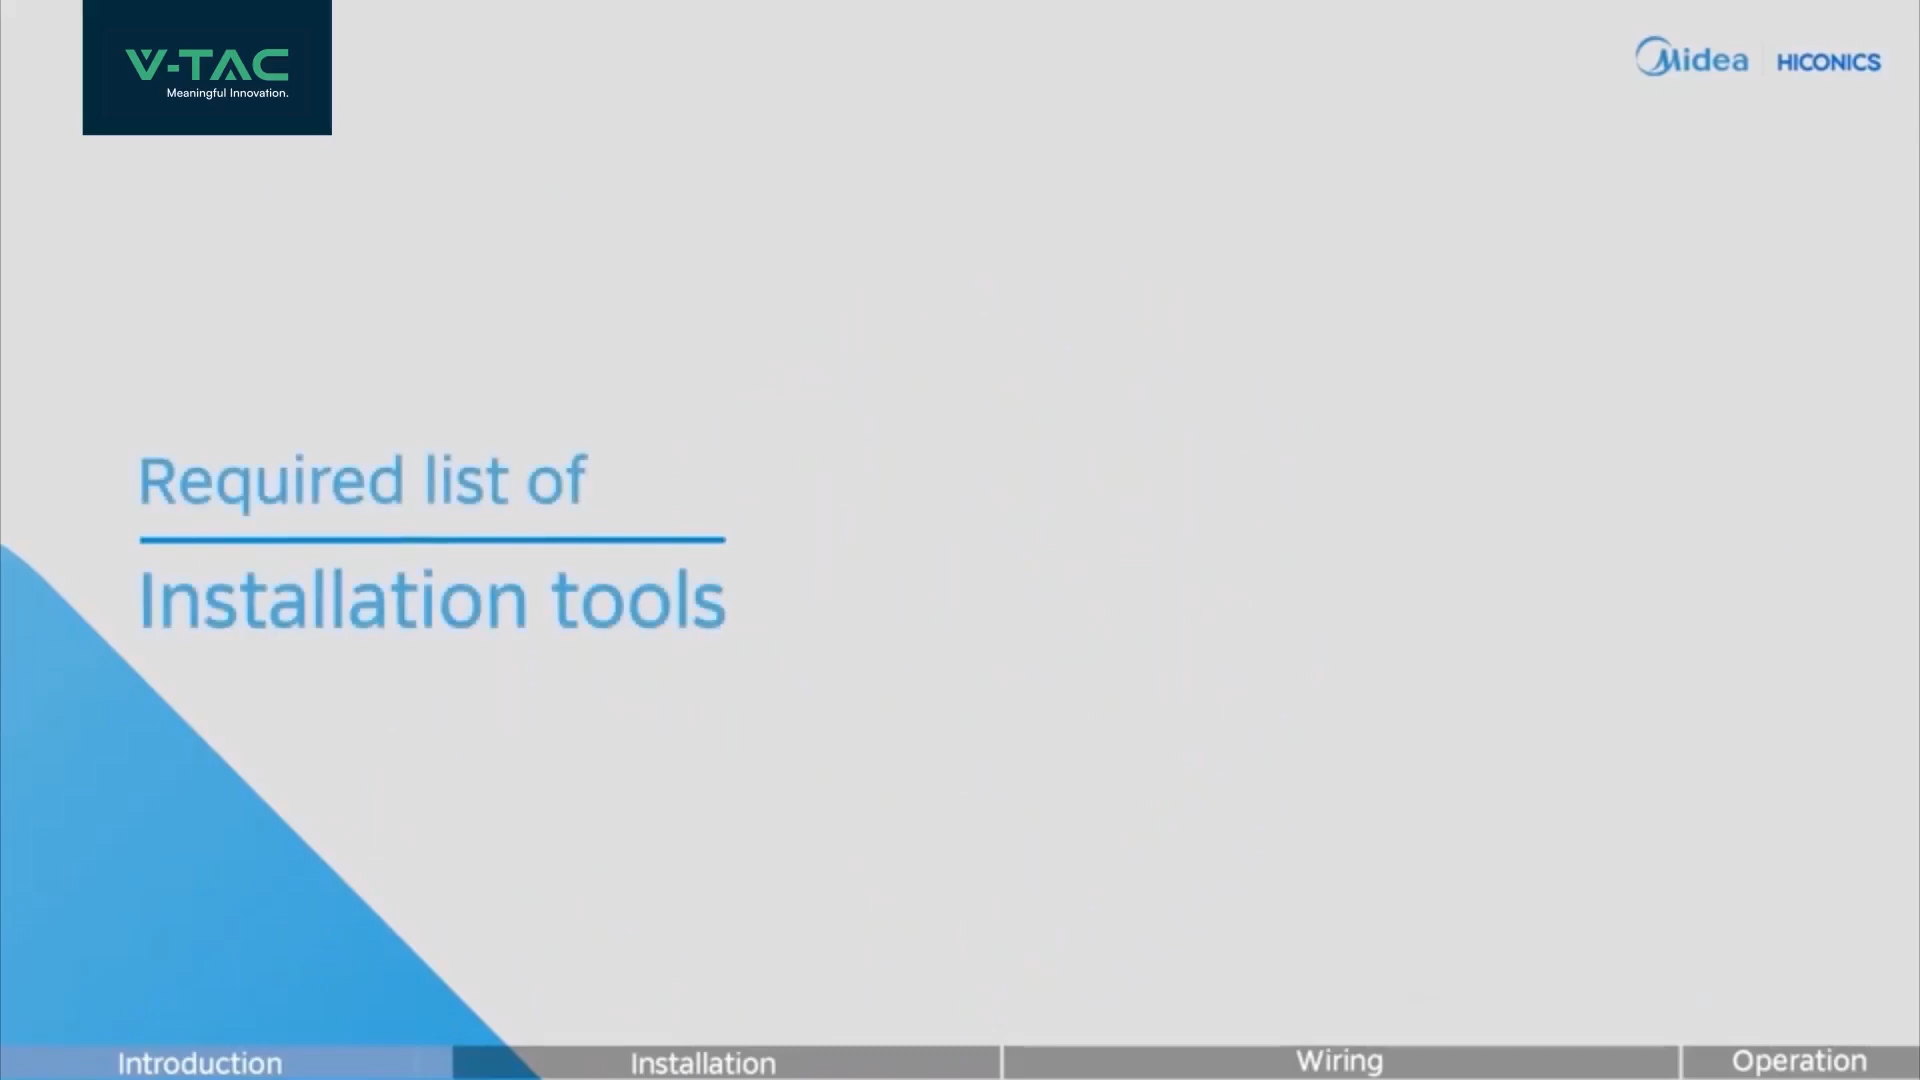 V-TAC
Meaningful Innovation.
Midea
HICONICS
Required list of
Installation tools
Introduction
Installation
Wiring
Operation